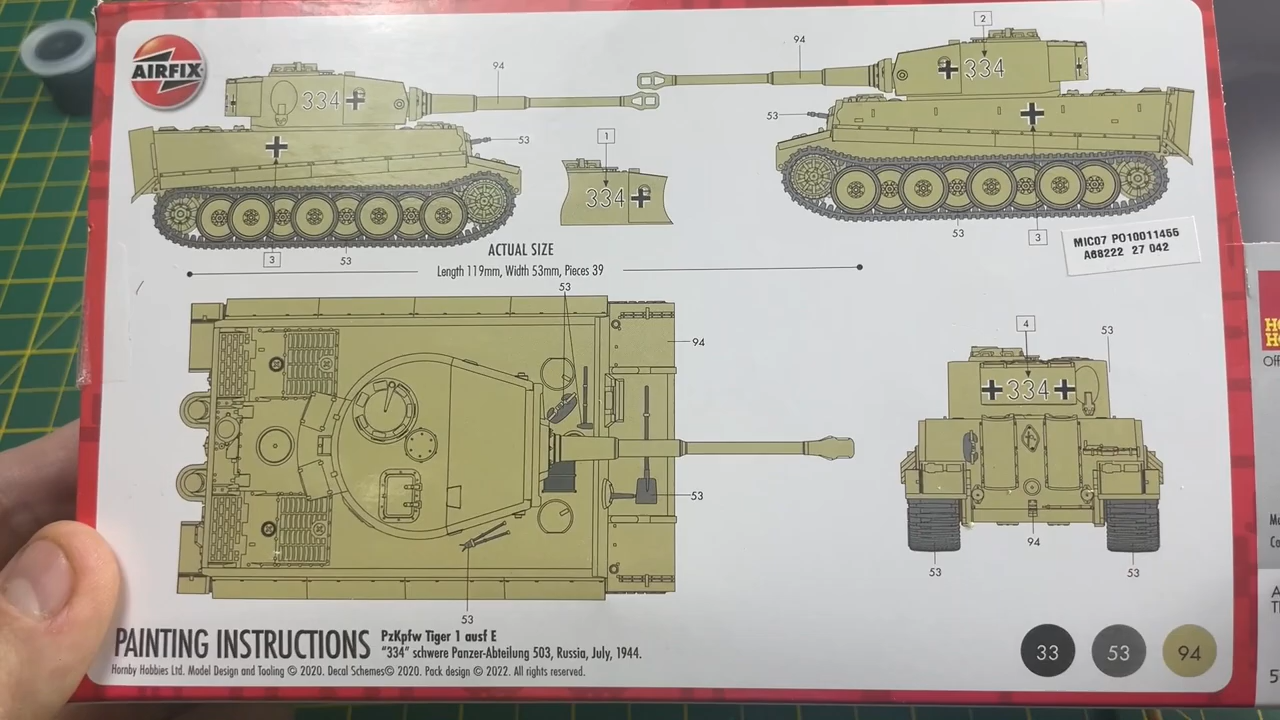 AIRFIX
94
334
53
3
53
1
334
94
2
334
53
53
3
MIC07 PO10011466
A68222 27 042
ACTUAL SIZE
Length 119mm, Width 53mm, Pieces 39
53
94
53
53
4
53
334
94
53
53
PAINTING INSTRUCTIONS
PzKpfw Tiger 1 ausf E
"334" schwere Panzer-Abteilung 503, Russia, July, 1944.
Hornby Hobbies Ltd. Model Design and Tooling © 2020. Decal Schemes© 2020. Pack design © 2022. All rights reserved.
33
53
94